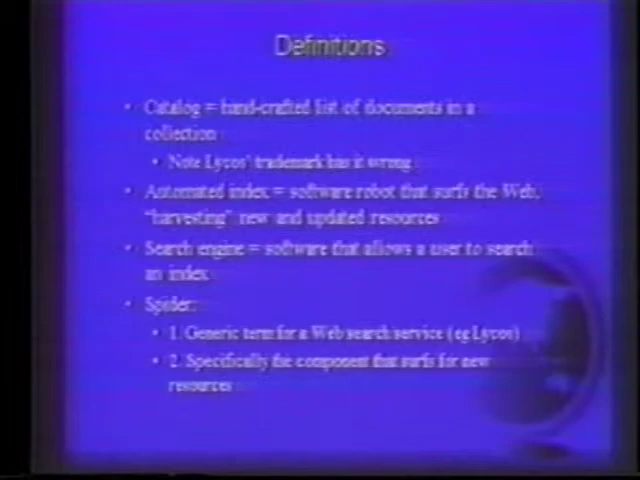 Definitions
• Catalog = hand-crafted list of documents in a
collection
• Note Lycos' trademark has it wrong
• Automated index = software robot that surfs the Web,
"harvesting" new and updated resources
• Search engine = software that allows a user to search
an index
• Spider:
• 1. Generic term for a Web search service (eg Lycos)
• 2. Specifically the component that surfs for new
resources